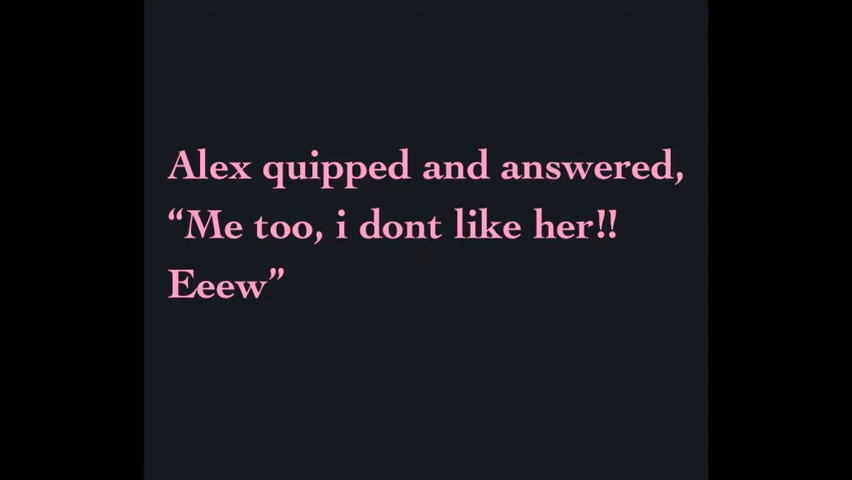 Alex quipped and answered,
“Me too, i dont like her!!
Eeew”